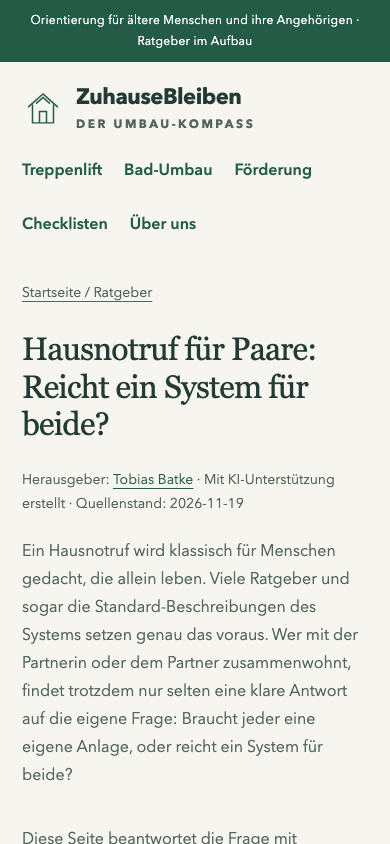 Orientierung für ältere Menschen und ihre Angehörigen ·
Ratgeber im Aufbau
ZuhauseBleiben
DER UMBAU-KOMPASS
Treppenlift Bad-Umbau Förderung
Checklisten Über uns
Startseite / Ratgeber
Hausnotruf für Paare:
Reicht ein System für
beide?
Herausgeber: Tobias Batke · Mit KI-Unterstützung
erstellt · Quellenstand: 2026-11-19
Ein Hausnotruf wird klassisch für Menschen
gedacht, die allein leben. Viele Ratgeber und
sogar die Standard-Beschreibungen des
Systems setzen genau das voraus. Wer mit der
Partnerin oder dem Partner zusammenwohnt,
findet trotzdem nur selten eine klare Antwort
auf die eigene Frage: Braucht jeder eine
eigene Anlage, oder reicht ein System für
beide?
Diese Seite beantwortet die Frage mit